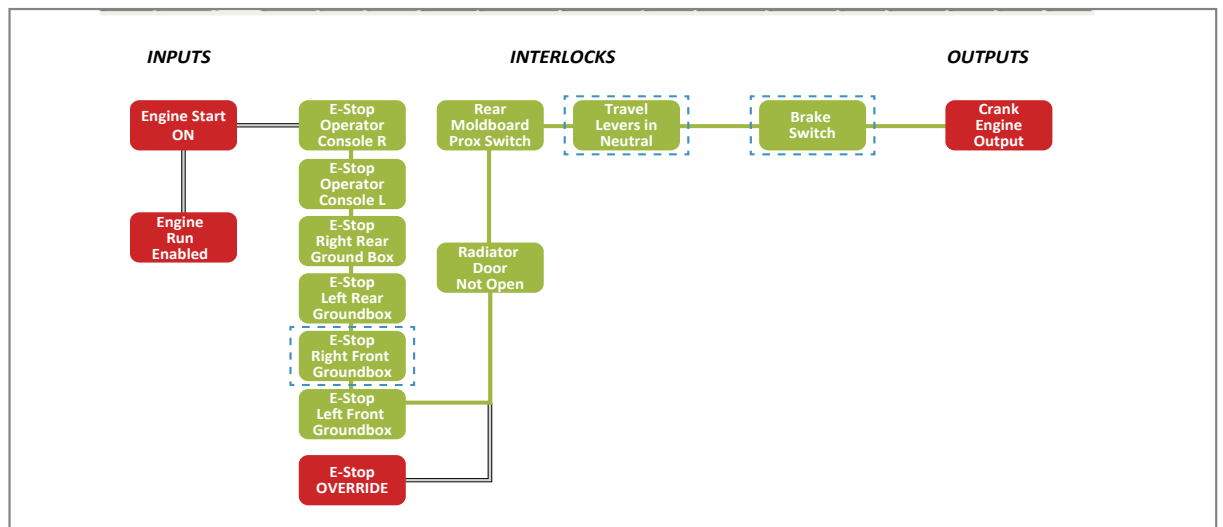 INPUTS
INTERLOCKS
OUTPUTS
Engine Start
ON
Engine
Run
Enabled
E-Stop
Operator
Console R
E-Stop
Operator
Console L
E-Stop
Right Rear
Ground Box
E-Stop
Left Rear
Groundbox
E-Stop
Right Front
Groundbox
E-Stop
Left Front
Groundbox
E-Stop
OVERRIDE
Rear
Moldboard
Prox Switch
Radiator
Door
Not Open
Travel
Levers in
Neutral
Brake
Switch
Crank
Engine
Output